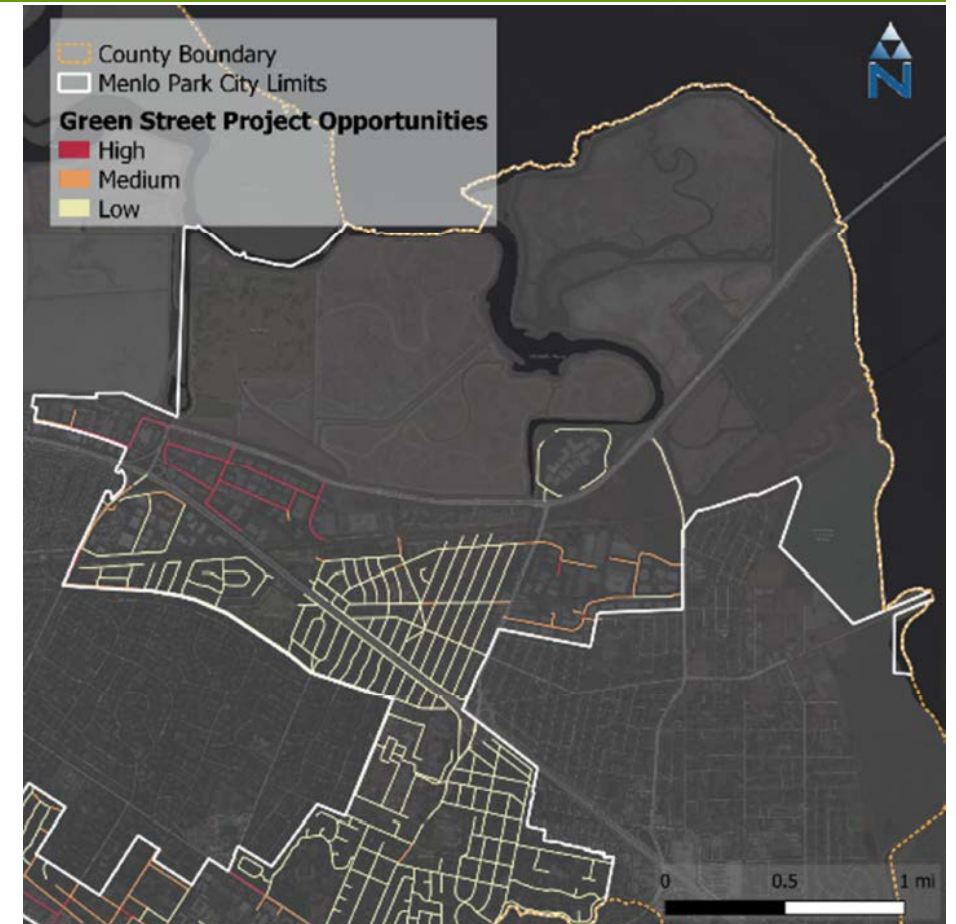 County Boundary
Menlo Park City Limits
Green Street Project Opportunities
High
Medium
Low
N
0 0.5 1 mi